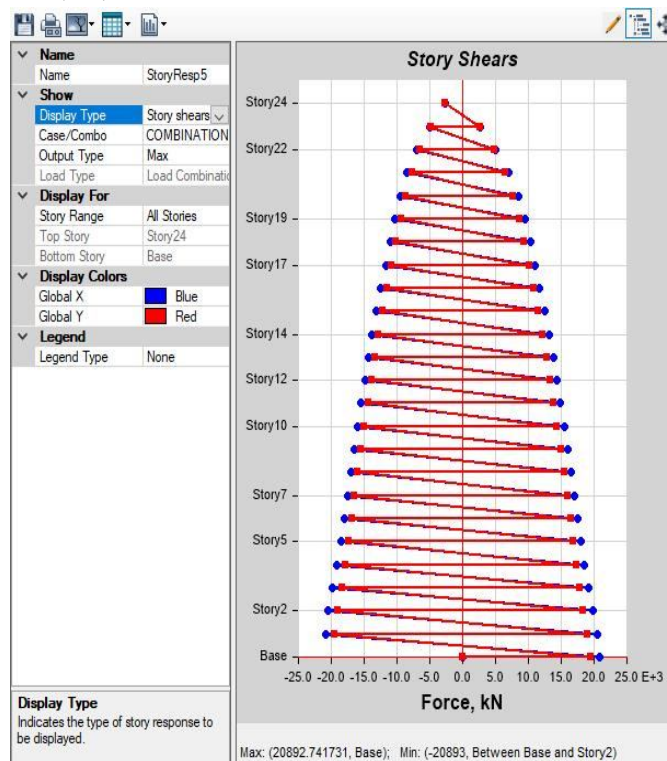 Name
Name StoryResp5
Show
Display Type Story shears
Case/Combo COMBINATION
Output Type Max
Load Type Load Combinatio
Display For
Story Range All Stories
Top Story Story24
Bottom Story Base
Display Colors
Global X Blue
Global Y Red
Legend
Legend Type None
Display Type
Indicates the type of story response to
be displayed.
Story Shears
Story24
Story22
Story19
Story17
Story14
Story12
Story10
Story7
Story5
Story2
Base
-25.0 -20.0 -15.0 -10.0 -5.0 0.0 5.0 10.0 15.0 20.0 25.0 E+3
Force, kN
Max: (20892.741731, Base); Min: (-20893, Between Base and Story2)